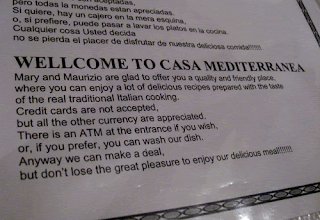 pero todas la monedas estan apreciadas.
Si quiere, hay un cajero en la mera esquina,
o, si prefiere, puede pasar a lavar los platos en la cocina.
Cualquier cosa Usted decida
no se pierda el placer de disfrutar de nuestra deliciosa comida!!!!!!
WELLCOME TO CASA MEDITERRANEA
Mary and Maurizio are glad to offer you a quality and friendly place,
where you can enjoy a lot of delicious recipes prepared with the taste
of the real traditional Italian cooking.
Credit cards are not accepted,
but all the other currency are appreciated.
There is an ATM at the entrance if you wish,
or, if you prefer, you can wash our dish.
Anyway we can make a deal,
but don't lose the great pleasure to enjoy our delicious meal!!!!!!!